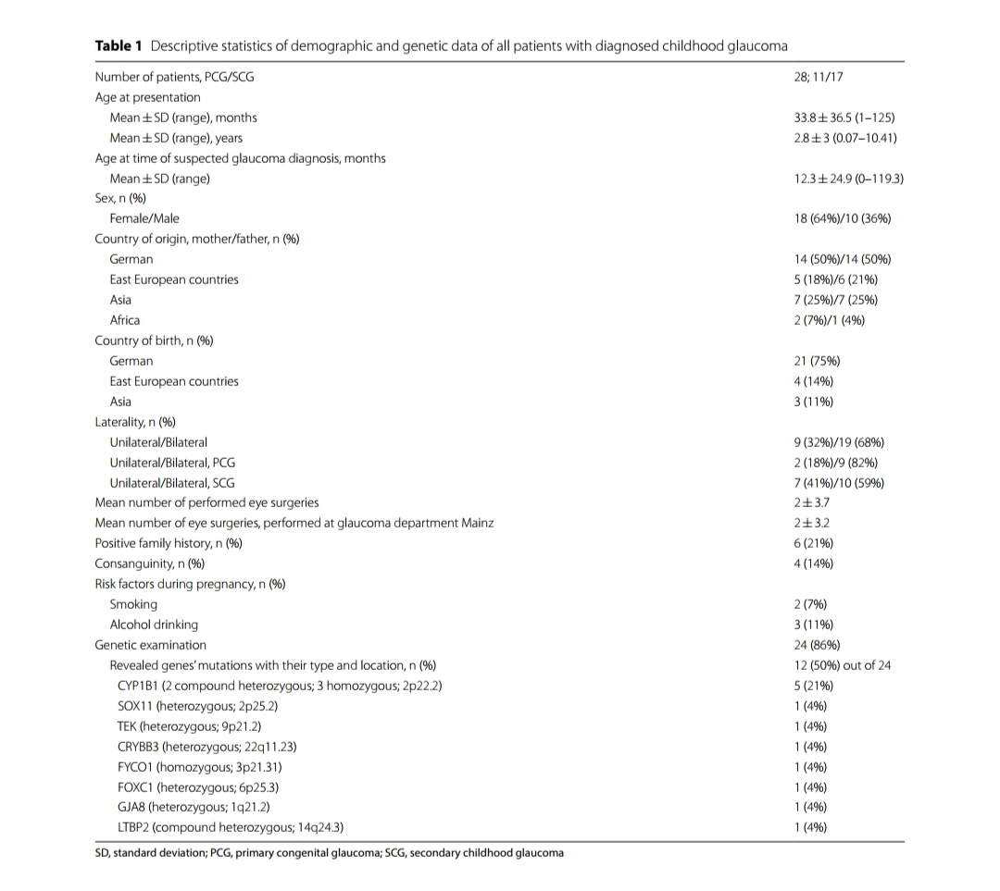 Table 1 Descriptive statistics of demographic and genetic data of all patients with diagnosed childhood glaucoma
Number of patients, PCG/SCG 28; 11/17
Age at presentation
Mean ± SD (range), months 33.8 ± 36.5 (1–125)
Mean ± SD (range), years 2.8 ± 3 (0.07–10.41)
Age at time of suspected glaucoma diagnosis, months
Mean ± SD (range) 12.3 ± 24.9 (0–119.3)
Sex, n (%)
Female/Male 18 (64%)/10 (36%)
Country of origin, mother/father, n (%)
German 14 (50%)/14 (50%)
East European countries 5 (18%)/6 (21%)
Asia 7 (25%)/7 (25%)
Africa 2 (7%)/1 (4%)
Country of birth, n (%)
German 21 (75%)
East European countries 4 (14%)
Asia 3 (11%)
Laterality, n (%)
Unilateral/Bilateral 9 (32%)/19 (68%)
Unilateral/Bilateral, PCG 2 (18%)/9 (82%)
Unilateral/Bilateral, SCG 7 (41%)/10 (59%)
Mean number of performed eye surgeries 2 ± 3.7
Mean number of eye surgeries, performed at glaucoma department Mainz 2 ± 3.2
Positive family history, n (%) 6 (21%)
Consanguinity, n (%) 4 (14%)
Risk factors during pregnancy, n (%)
Smoking 2 (7%)
Alcohol drinking 3 (11%)
Genetic examination 24 (86%)
Revealed genes' mutations with their type and location, n (%) 12 (50%) out of 24
CYP1B1 (2 compound heterozygous; 3 homozygous; 2p22.2) 5 (21%)
SOX11 (heterozygous; 2p25.2) 1 (4%)
TEK (heterozygous; 9p21.2) 1 (4%)
CRYBB3 (heterozygous; 22q11.23) 1 (4%)
FYCO1 (homozygous; 3p21.31) 1 (4%)
FOXC1 (heterozygous; 6p25.3) 1 (4%)
GJA8 (heterozygous; 1q21.2) 1 (4%)
LTBP2 (compound heterozygous; 14q24.3) 1 (4%)
SD, standard deviation; PCG, primary congenital glaucoma; SCG, secondary childhood glaucoma